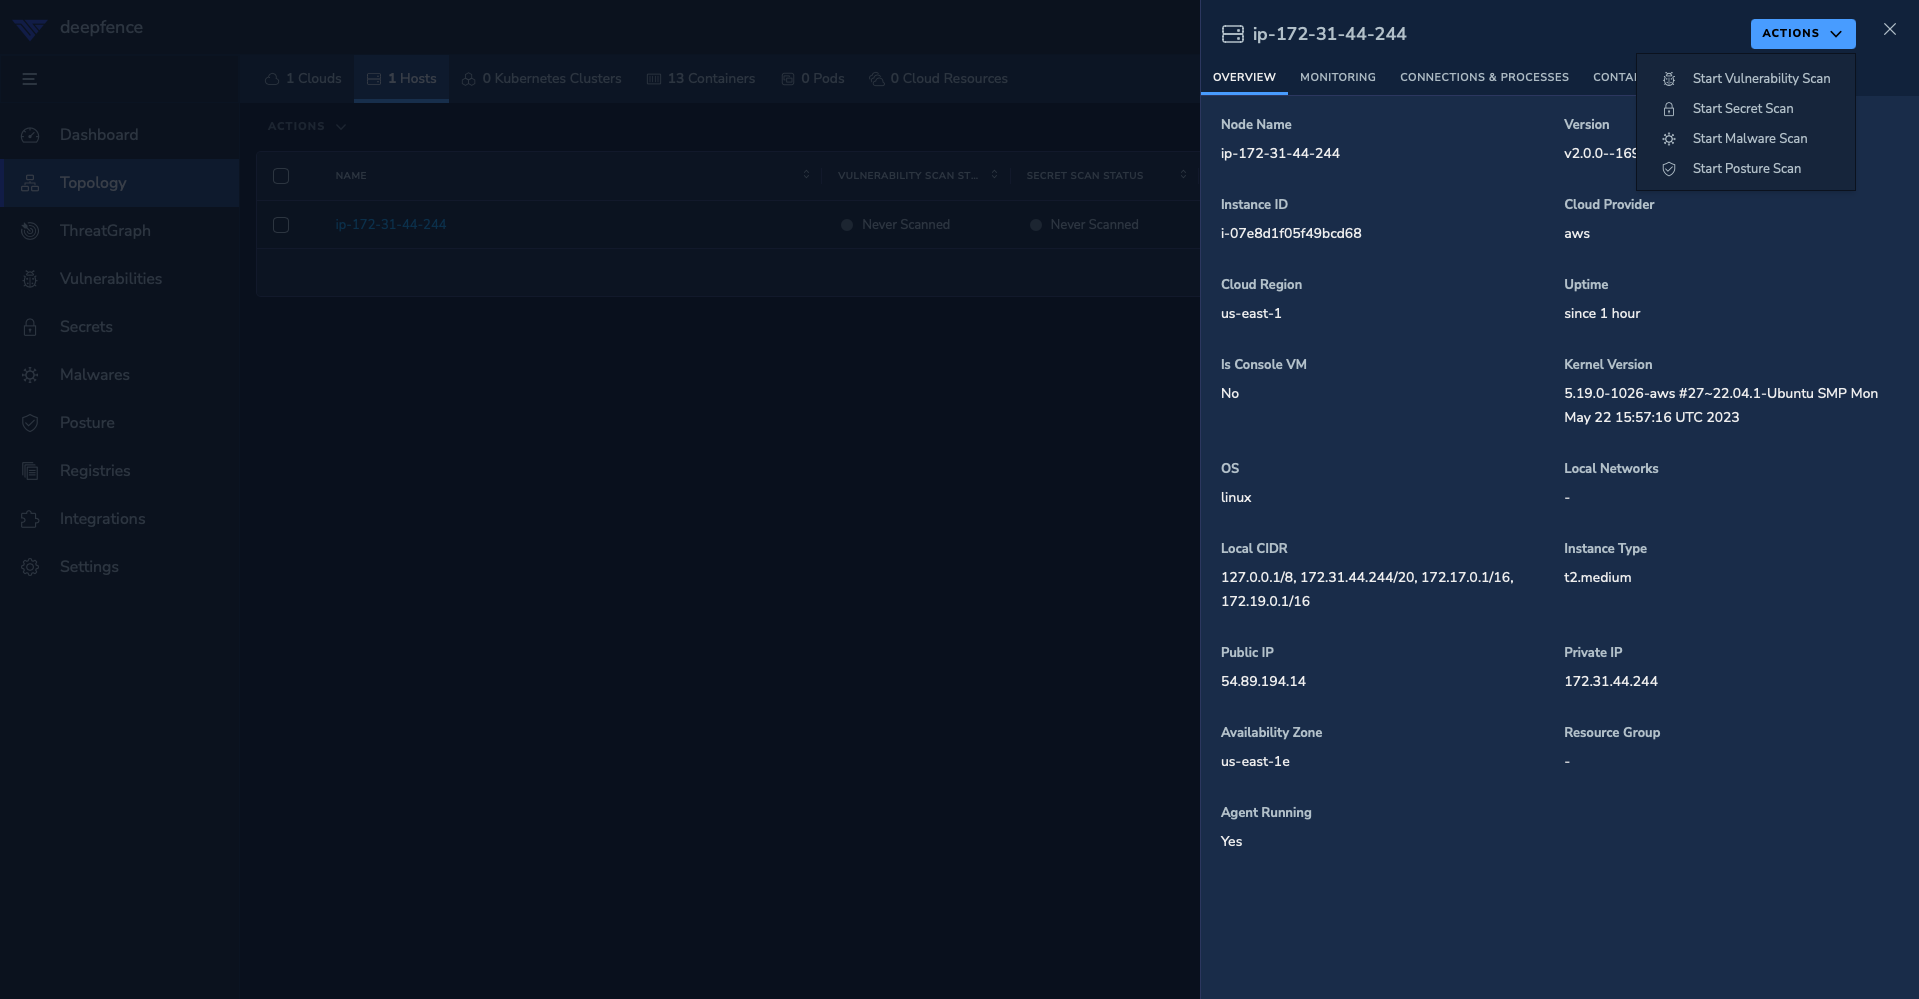 deepfence
1 Clouds
1 Hosts
0 Kubernetes Clusters
13 Containers
0 Pods
0 Cloud Resources
Dashboard
Topology
ThreatGraph
Vulnerabilities
Secrets
Malwares
Posture
Registries
Integrations
Settings
ACTIONS
NAME
VULNERABILITY SCAN ST...
SECRET SCAN STATUS
ip-172-31-44-244
Never Scanned
Never Scanned
ip-172-31-44-244
ACTIONS
OVERVIEW
MONITORING
CONNECTIONS & PROCESSES
CONTA
Start Vulnerability Scan
Start Secret Scan
Start Malware Scan
Start Posture Scan
Node Name
ip-172-31-44-244
Version
v2.0.0--169
Instance ID
i-07e8d1f05f49bcd68
Cloud Provider
aws
Cloud Region
us-east-1
Uptime
since 1 hour
Is Console VM
No
Kernel Version
5.19.0-1026-aws #27~22.04.1-Ubuntu SMP Mon
May 22 15:57:16 UTC 2023
OS
linux
Local Networks
-
Local CIDR
127.0.0.1/8, 172.31.44.244/20, 172.17.0.1/16,
172.19.0.1/16
Instance Type
t2.medium
Public IP
54.89.194.14
Private IP
172.31.44.244
Availability Zone
us-east-1e
Resource Group
-
Agent Running
Yes